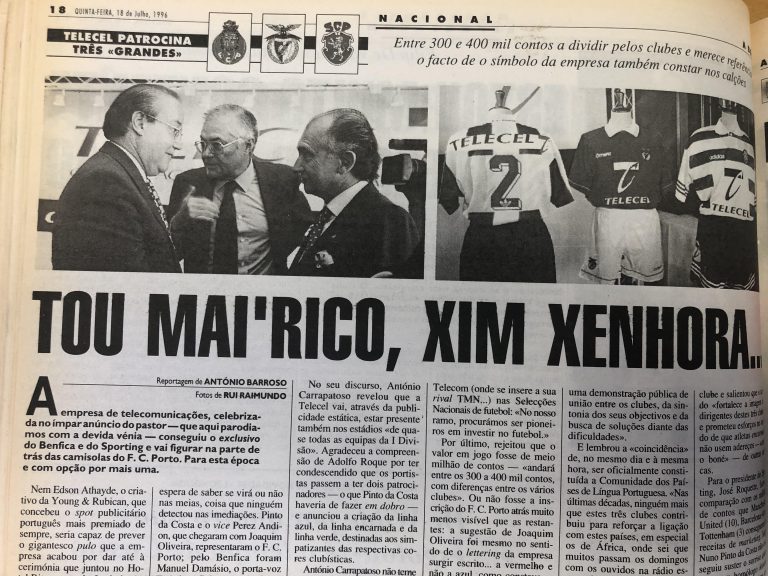 18 QUINTA-FEIRA, 18 de Julho, 1996
NACIONAL
TELECEL PATROCINA
TRÊS «GRANDES»
Entre 300 e 400 mil contos a dividir pelos clubes e merece
o facto de o símbolo da empresa também constar nos calções
TELECEL
2
TELECEL
TELECEL
TOU MAI'RICO, XIM XENHORA...
Reportagem de ANTÓNIO BARROSO
Fotos de RUI RAIMUNDO
A empresa de telecomunicações, celebriza-
da no impar anúncio do pastor — que aqui parodia-
mos com a devida vénia — conseguiu o exclusivo
do Benfica e do Sporting e vai figurar na parte de
trás das camisolas do F. C. Porto. Para esta época
e com opção por mais uma.
Nem Edson Athayde, o cria-
tivo da Young & Rubican, que
concebeu o spot publicitário
português mais premiado de
sempre, seria capaz de prever
o gigantesco pulo que a em-
presa acabou por dar até à
cerimónia que juntou no Ho-
espera de saber se virá ou não
nas meias, coisa que ninguém
detectou nas imediações. Pinto
da Costa e o vice Perez Andion,
que chegaram com Joaquim
Oliveira, representaram o F. C.
Porto; pelo Benfica foram
Manuel Damásio, o porta-voz
No seu discurso, António
Carrapatoso revelou que a
Telecel vai, através da publi-
cidade estática, estar presente
também nos estádios «de qua-
se todas as equipas da I Divi-
são». Agradeceu a compreen-
são de Adolfo Roque por ter
condescendido que os portis-
tas passem a ter dois patroci-
nadores — o que Pinto da Costa
haveria de fazer em dobro —
e anunciou a criação da linha
azul, da linha encarnada e da
linha verde, destinadas aos sim-
patizantes das respectivas co-
res clubísticas.
António Carrapatoso não teme
Telecom (onde se insere a sua
rival TMN...) nas Selecções
Nacionais de futebol: «No nosso
ramo, procurámos ser pionei-
ros em investir no futebol.»
Por último, rejeitou que o
valor em jogo fosse de meio
milhão de contos — «andará
entre os 300 e 400 mil contos,
com diferenças entre os vários
clubes». Ou não fosse a ins-
crição do F. C. Porto atrás muito
menos visível que as restan-
tes: a sugestão de Joaquim
Oliveira foi mesmo no senti-
do de o lettering da empresa
surgir escrito... a vermelho e
uma demonstração pública de
união entre os clubes, da sinto-
nia dos seus objectivos e da
busca de soluções diante das
dificuldades».
E lembrou a «coincidência»
de, no mesmo dia e à mesma
hora, ser oficialmente consti-
tuída a Comunidade dos Paí-
ses de Língua Portuguesa. «Nas
últimas décadas, ninguém mais
que estes três clubes contri-
buiu para reforçar a ligação
com estes países, em especial
os de África, onde sei que
muitos passam os domingos
com os ouvidos na rádio
clube e salientou que
«fortalece a
dirigentes destes três
e prometeu